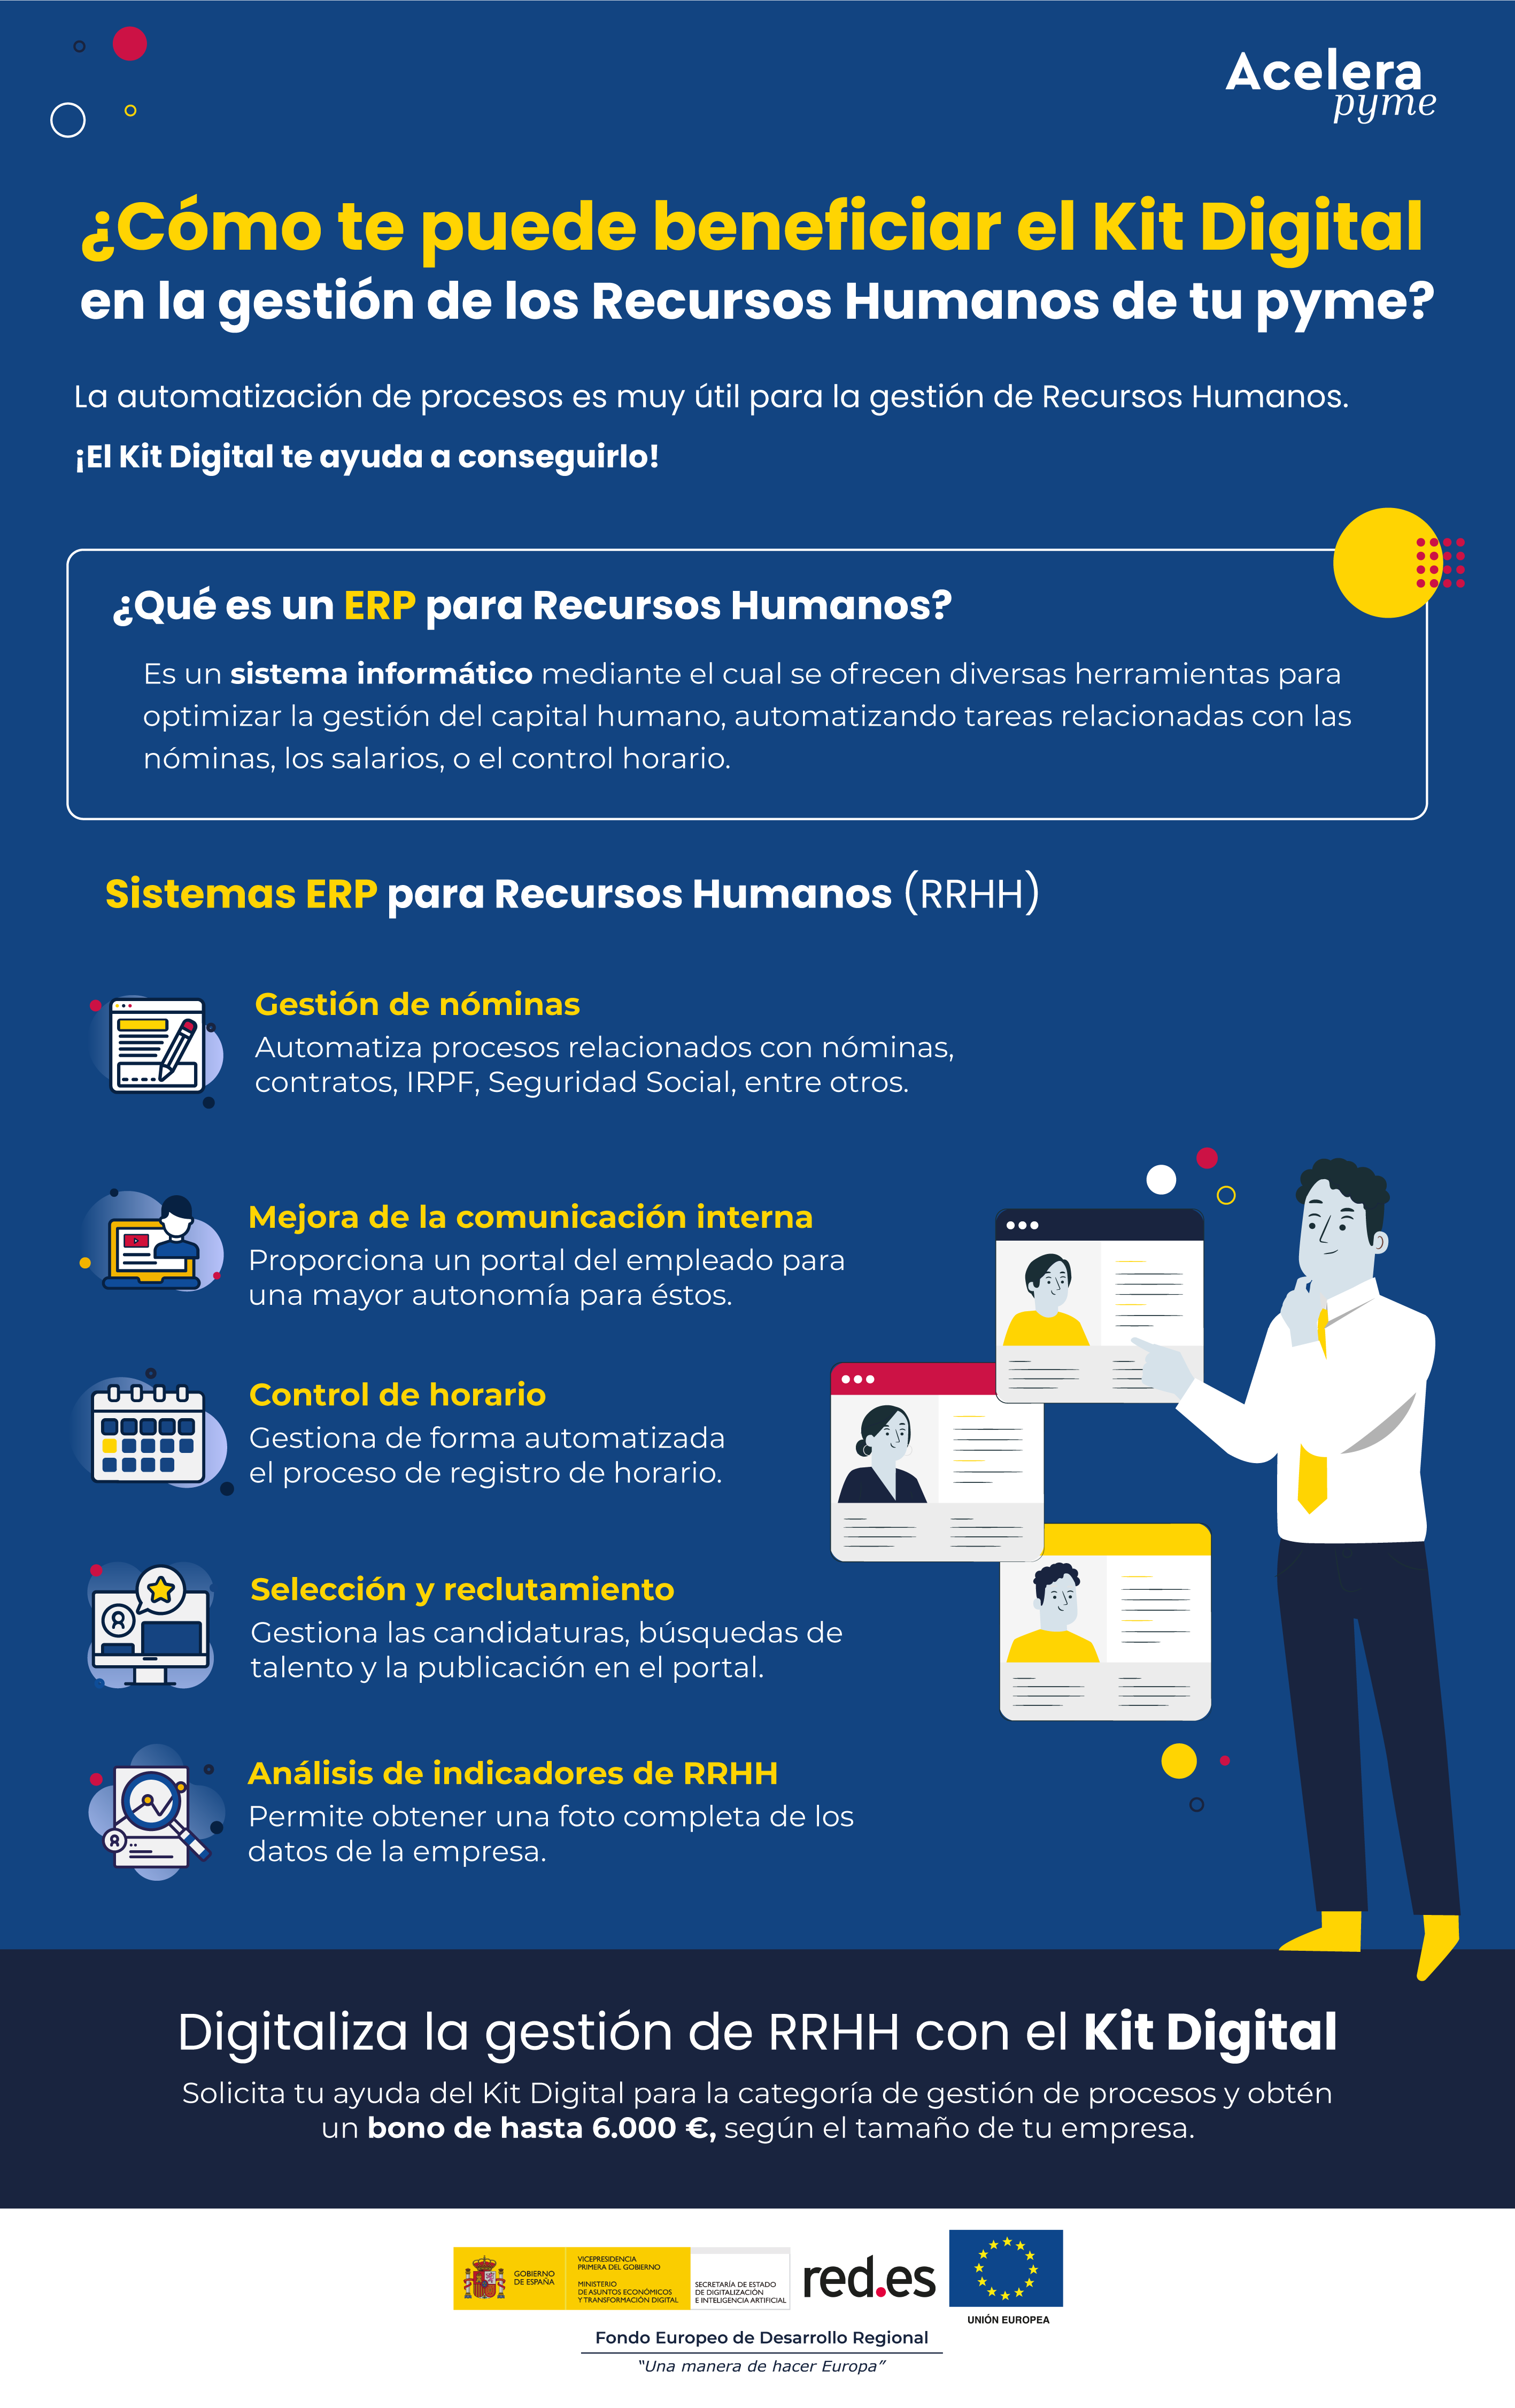 Acelera
pyme
¿Cómo te puede beneficiar el Kit Digital
en la gestión de los Recursos Humanos de tu pyme?
La automatización de procesos es muy útil para la gestión de Recursos Humanos.
¡El Kit Digital te ayuda a conseguirlo!
¿Qué es un ERP para Recursos Humanos?
Es un sistema informático mediante el cual se ofrecen diversas herramientas para
optimizar la gestión del capital humano, automatizando tareas relacionadas con las
nóminas, los salarios, o el control horario.
Sistemas ERP para Recursos Humanos (RRHH)
Gestión de nóminas
Automatiza procesos relacionados con nóminas,
contratos, IRPF, Seguridad Social, entre otros.
Mejora de la comunicación interna
Proporciona un portal del empleado para
una mayor autonomía para éstos.
Control de horario
Gestiona de forma automatizada
el proceso de registro de horario.
Selección y reclutamiento
Gestiona las candidaturas, búsquedas de
talento y la publicación en el portal.
Análisis de indicadores de RRHH
Permite obtener una foto completa de los
datos de la empresa.
Digitaliza la gestión de RRHH con el Kit Digital
Solicita tu ayuda del Kit Digital para la categoría de gestión de procesos y obtén
un bono de hasta 6.000 €, según el tamaño de tu empresa.
GOBIERNO
DE ESPAÑA
VICEPRESIDENCIA
PRIMERA DEL GOBIERNO
MINISTERIO
DE ASUNTOS ECONÓMICOS
Y TRANSFORMACIÓN DIGITAL
SECRETARÍA DE ESTADO
DE DIGITALIZACIÓN
E INTELIGENCIA ARTIFICIAL
red.es
UNIÓN EUROPEA
Fondo Europeo de Desarrollo Regional
“Una manera de hacer Europa”